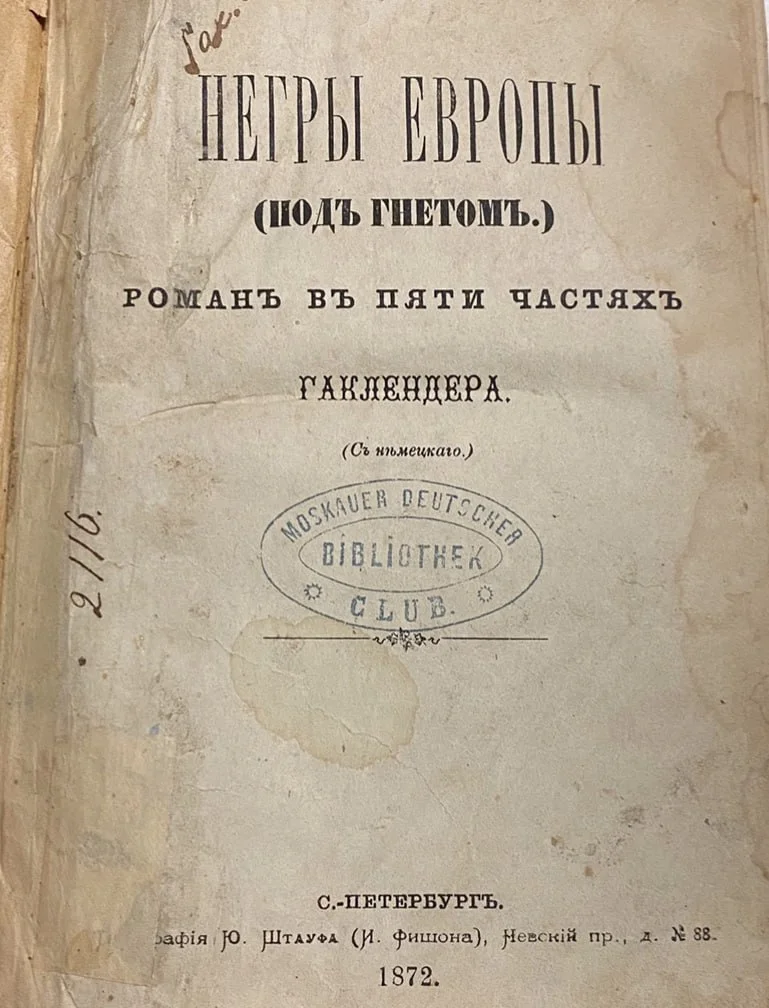 Гак.
НЕГРЫ ЕВРОПЫ
(ПОДЪ ГНЕТОМЪ.)
РОМАНЪ ВЪ ПЯТИ ЧАСТЯХЪ
ГАКЛЕНДЕРА.
(Съ нѣмецкаго.)
MOSKAUER DEUTSCHER
BIBLIOTHEK
CLUB.
2116.
С.-ПЕТЕРБУРГЪ.
афія Ю. Штауфа (И. Фишона), Невскій пр., д. № 88.
1872.